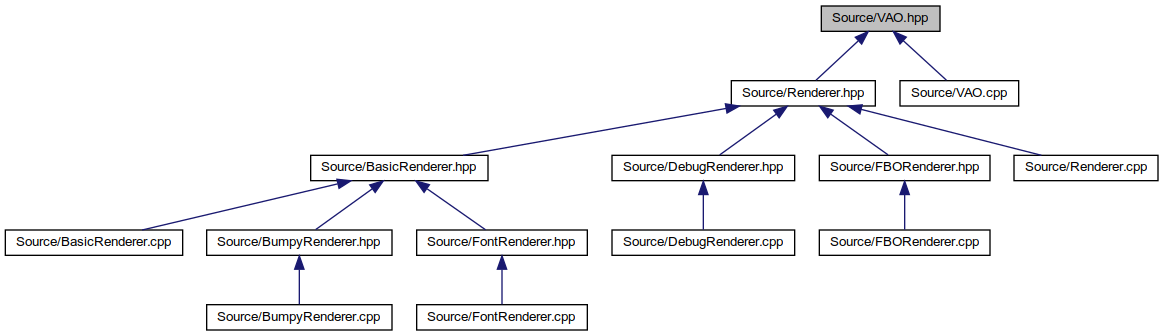 Source/VAO.hpp
Source/Renderer.hpp
Source/VAO.cpp
Source/BasicRenderer.hpp
Source/DebugRenderer.hpp
Source/FBORenderer.hpp
Source/Renderer.cpp
Source/BasicRenderer.cpp
Source/BumpyRenderer.hpp
Source/FontRenderer.hpp
Source/DebugRenderer.cpp
Source/FBORenderer.cpp
Source/BumpyRenderer.cpp
Source/FontRenderer.cpp